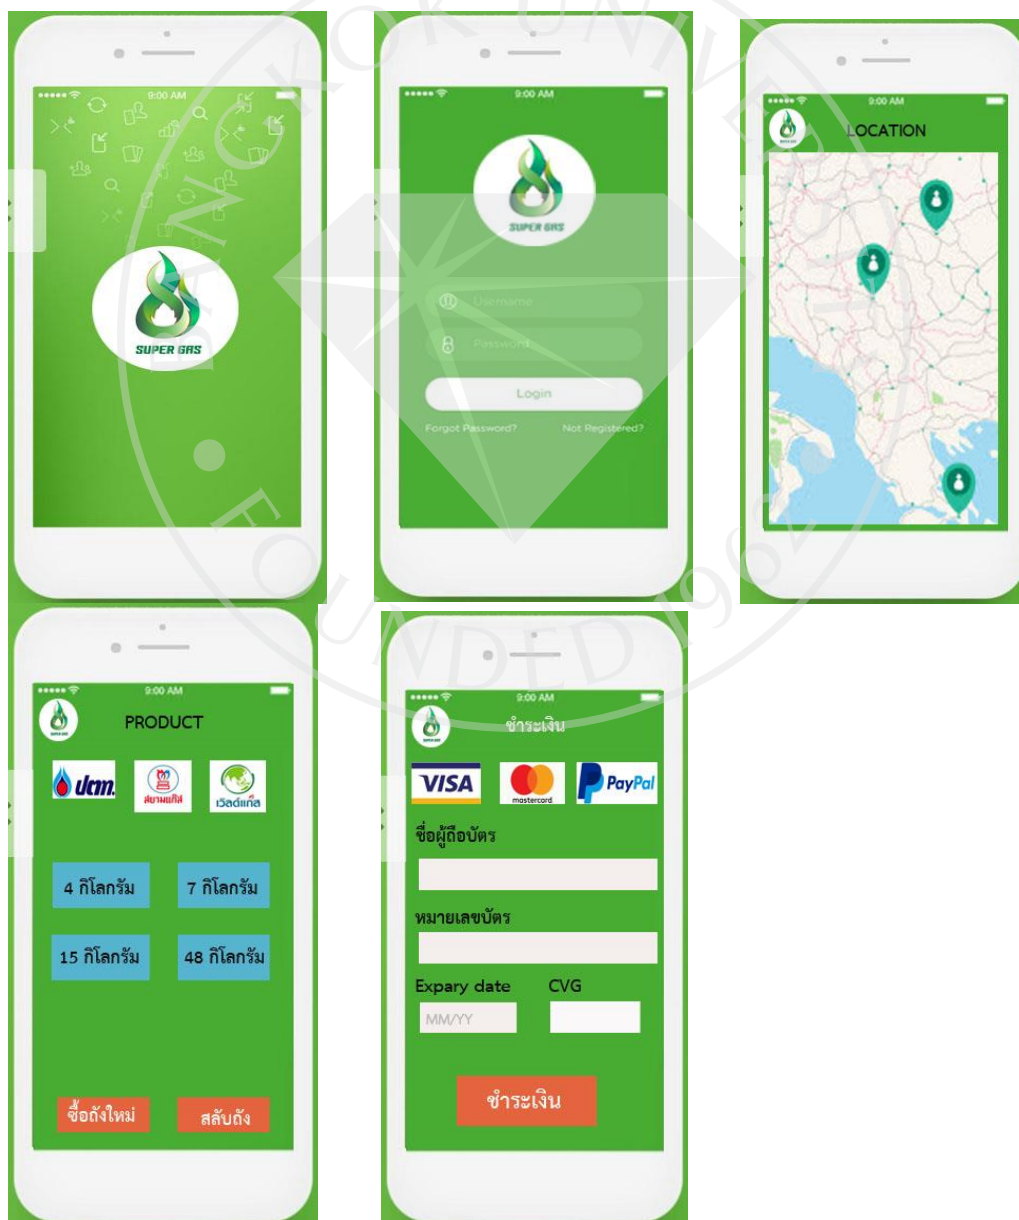 9:00 AM
SUPER GAS
9:00 AM
SUPER GAS
Username
Password
Login
Forgot Password? Not Registered?
9:00 AM
LOCATION
9:00 AM
PRODUCT
ปตท. สยามแก๊ส เวิลด์แก๊ส
4 กิโลกรัม 7 กิโลกรัม
15 กิโลกรัม 48 กิโลกรัม
ซื้อถังใหม่ สลับถัง
9:00 AM
ชำระเงิน
VISA mastercard PayPal
ชื่อผู้ถือบัตร
หมายเลขบัตร
Expary date CVG
MM/YY
ชำระเงิน
BANGKOK UNIVERSITY
FOUNDED 1962